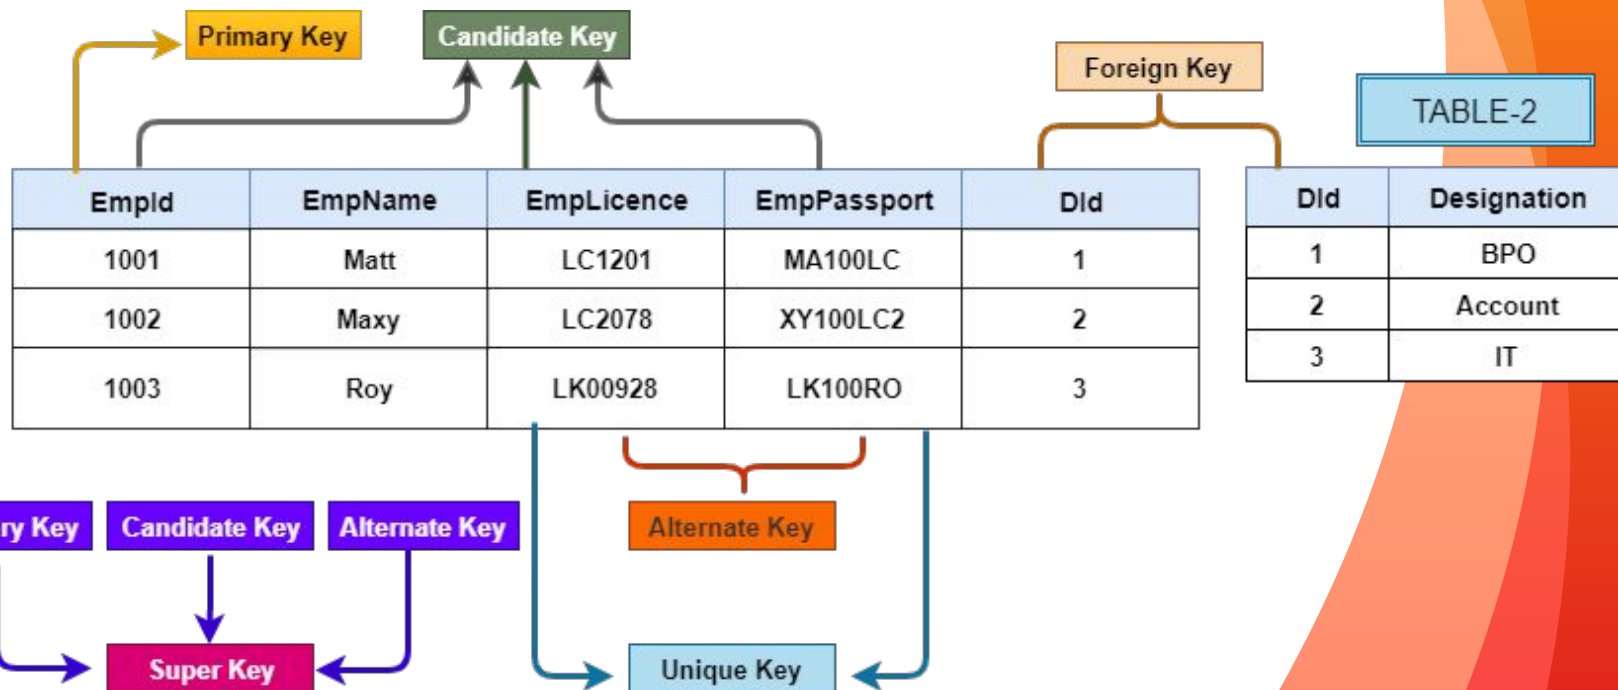 Primary Key
Candidate Key
Foreign Key
TABLE-2
EmpId EmpName EmpLicence EmpPassport DId
1001 Matt LC1201 MA100LC 1
1002 Maxy LC2078 XY100LC2 2
1003 Roy LK00928 LK100RO 3
DId Designation
1 BPO
2 Account
3 IT
ry Key
Candidate Key
Alternate Key
Alternate Key
Super Key
Unique Key